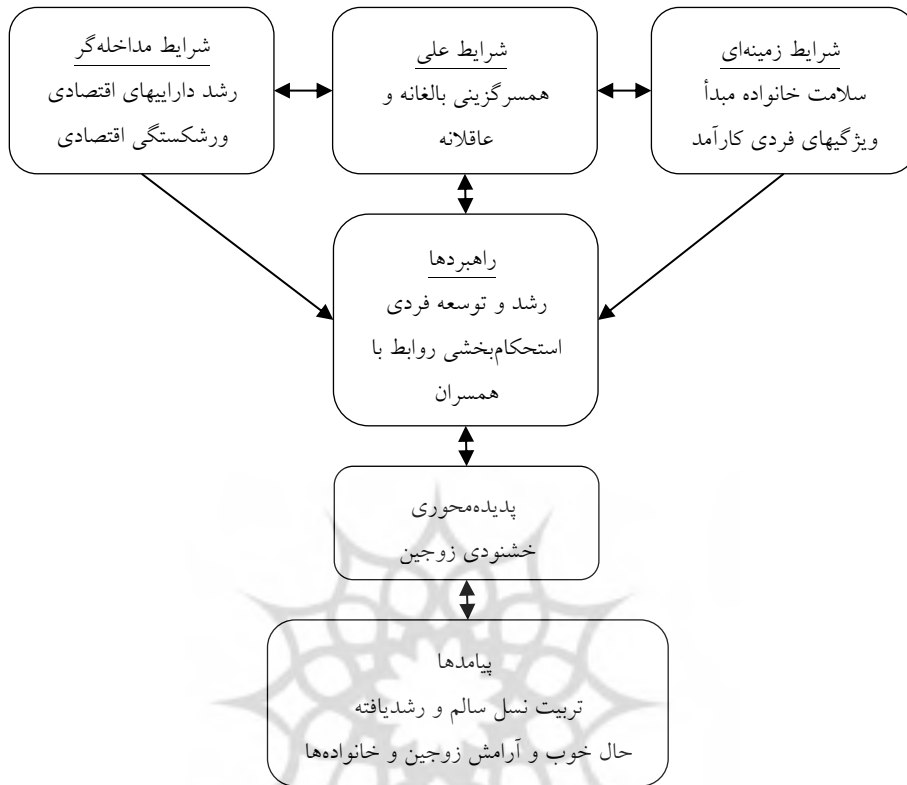 شرایط زمینه‌ای
سلامت خانواده مبدأ
ویژگیهای فردی کارآمد
شرایط علی
همسرگزینی بالغانه و
عاقلانه
شرایط مداخله‌گر
رشد داراییهای اقتصادی
ورشکستگی اقتصادی
راهبردها
رشد و توسعه فردی
استحکام‌بخشی روابط با
همسران
پدیده‌محوری
خشنودی زوجین
پیامدها
تربیت نسل سالم و رشدیافته
حال خوب و آرامش زوجین و خانواده‌ها